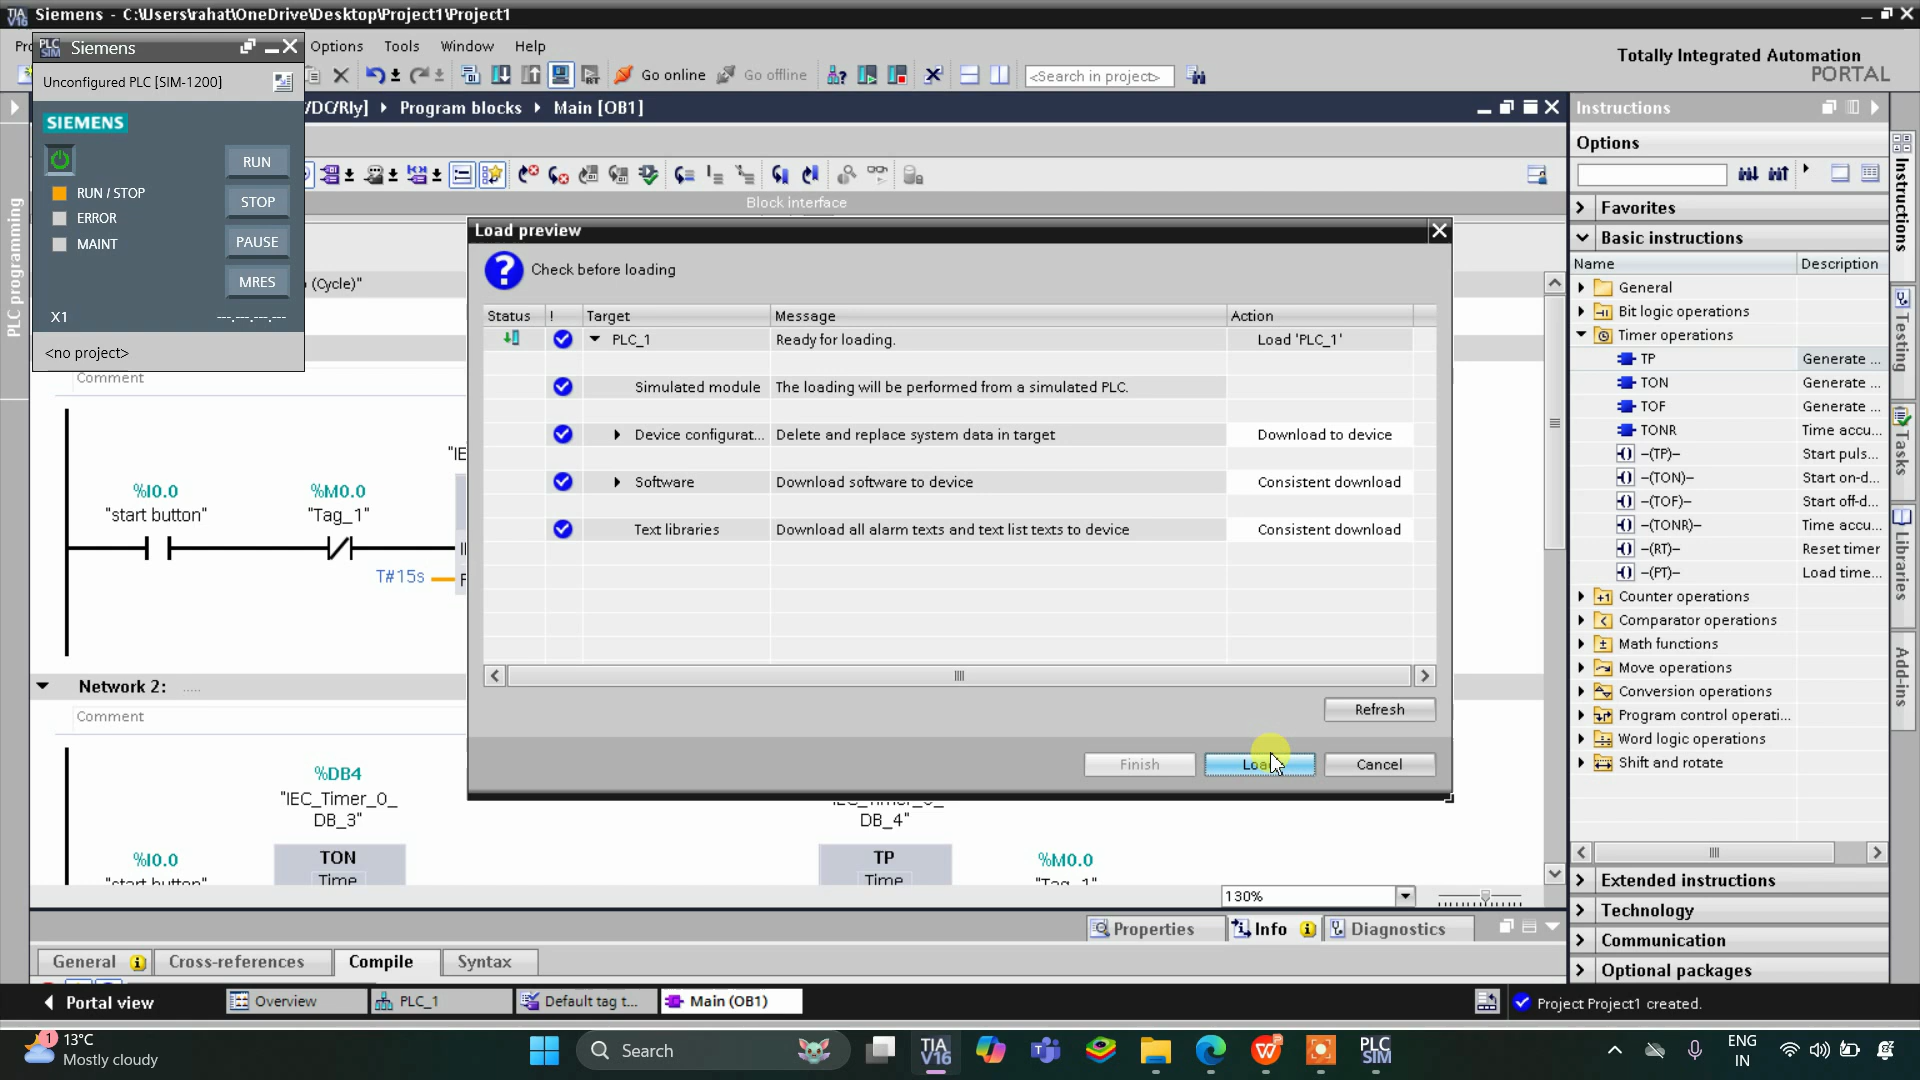 Siemens - C:\Users\rahat\OneDrive\Desktop\Project1\Project1
Siemens
Options Tools Window Help
Totally Integrated Automation
PORTAL
Unconfigured PLC [SIM-1200]
Go online
Go offline
<Search in project>
/DC/Rly] Program blocks Main [OB1]
Instructions
SIEMENS
Options
RUN
RUN / STOP
STOP
ERROR
PAUSE
MAINT
MRES
X1
---.---.---.---
<no project>
PLC programming
Block interface
Load preview
Check before loading
Status ! Target Message Action
PLC_1 Ready for loading. Load 'PLC_1'
Simulated module The loading will be performed from a simulated PLC.
Device configurat... Delete and replace system data in target Download to device
Software Download software to device Consistent download
Text libraries Download all alarm texts and text list texts to device Consistent download
Refresh
Finish
Cancel
(Cycle)"
Comment
%I0.0
"start button"
%M0.0
"Tag_1"
T#15s
Network 2: .....
Comment
%DB4
"IEC_Timer_0_
DB_3"
DB_4"
%I0.0
TON
Time
TP
Time
%M0.0
130%
Favorites
Basic instructions
Name Description
General
Bit logic operations
Timer operations
TP Generate ...
TON Generate ...
TOF Generate ...
TONR Time accu...
–(TP)– Start puls...
–(TON)– Start on-d...
–(TOF)– Start off-d...
–(TONR)– Time accu...
–(RT)– Reset timer
–(PT)– Load time...
Counter operations
Comparator operations
Math functions
Move operations
Conversion operations
Program control operati...
Word logic operations
Shift and rotate
Extended instructions
Technology
Communication
Optional packages
Instructions
Testing
Tasks
Libraries
Add-ins
Properties
Info
Diagnostics
General
Cross-references
Compile
Syntax
Portal view
Overview
PLC_1
Default tag t...
Main (OB1)
Project Project1 created.
1
13°C
Mostly cloudy
Search
TIA
V16
PLC
SIM
ENG
IN